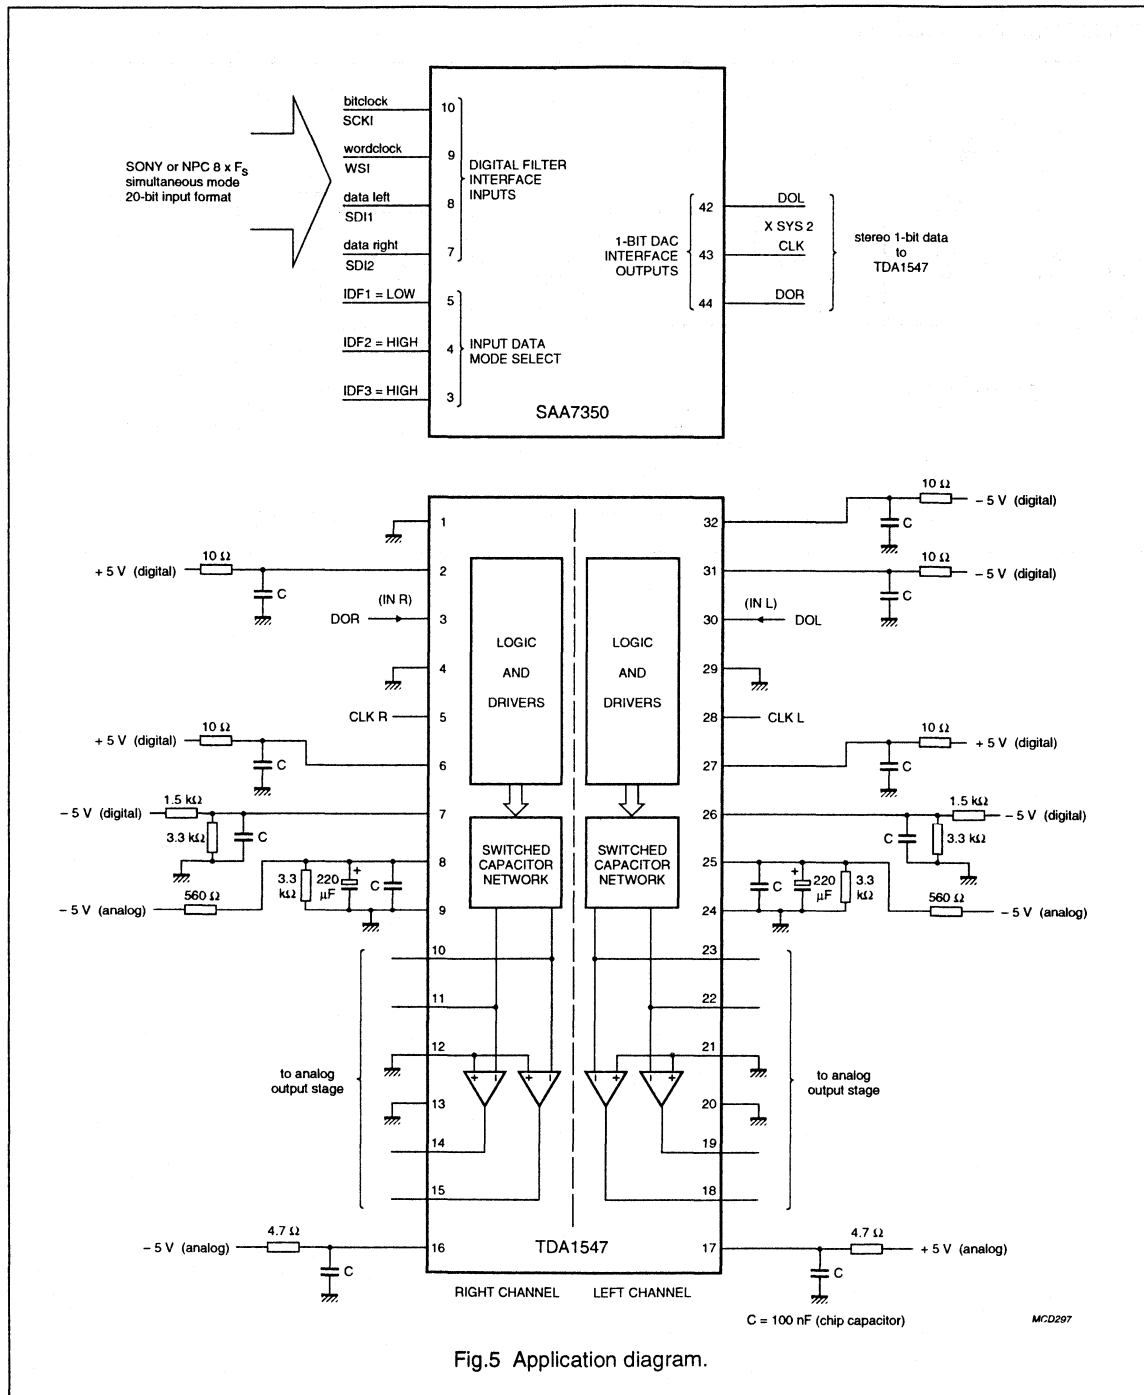 bitclock
SCKI
10
wordclock
WSI
9
data left
SDI1
8
data right
SDI2
7
SONY or NPC 8 x Fs
simultaneous mode
20-bit input format
DIGITAL FILTER
INTERFACE
INPUTS
IDF1 = LOW
5
IDF2 = HIGH
4
IDF3 = HIGH
3
INPUT DATA
MODE SELECT
1-BIT DAC
INTERFACE
OUTPUTS
42
DOL
X SYS 2
43
CLK
44
DOR
stereo 1-bit data
to
TDA1547
SAA7350
1
+ 5 V (digital)
10 Ω
C
2
DOR
(IN R)
3
4
CLK R
5
+ 5 V (digital)
10 Ω
C
6
– 5 V (digital)
1.5 kΩ
3.3 kΩ
C
7
8
3.3
kΩ
+
220
μF
C
– 5 V (analog)
560 Ω
9
10
11
12
13
14
15
to analog
output stage
– 5 V (analog)
4.7 Ω
C
16
LOGIC
AND
DRIVERS
LOGIC
AND
DRIVERS
SWITCHED
CAPACITOR
NETWORK
SWITCHED
CAPACITOR
NETWORK
+ –
+ –
– +
– +
32
10 Ω
– 5 V (digital)
C
31
10 Ω
– 5 V (digital)
C
30
(IN L)
DOL
29
28
CLK L
27
10 Ω
+ 5 V (digital)
C
26
1.5 kΩ
– 5 V (digital)
C
3.3 kΩ
25
C
+
220
μF
3.3
kΩ
24
560 Ω
– 5 V (analog)
23
22
21
20
19
18
to analog
output stage
17
4.7 Ω
+ 5 V (analog)
C
TDA1547
RIGHT CHANNEL
LEFT CHANNEL
C = 100 nF (chip capacitor)
MCD297
Fig.5 Application diagram.